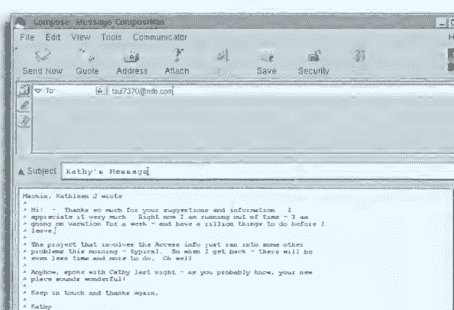 Compose Message Composition
File Edit View Tools Communicator
Send Now Quote Address Attach Save Security
To:
Subject Kathy's Message
Kathleen J wrote
> Hi! - Thanks so much for your suggestions and information I
> appreciate it very much Right now I am running out of time - I am
> going on vacation for a week - and have a zillion things to do before I
> leave
> The project that involves the Access info just ran into some other
> problems this morning - typical. So when I get back - there will be
> even less time and more to do. Oh well
> Anyhow, spoke with Cathy last night - as you probably know, your new
> place sounds wonderful!
> Keep in touch and thanks again,
> Kathy